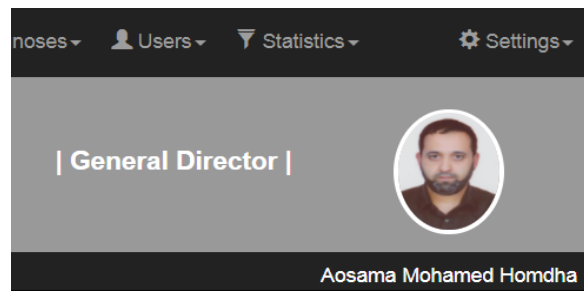 noses Users Statistics Settings
| General Director |
Aosama Mohamed Homdha